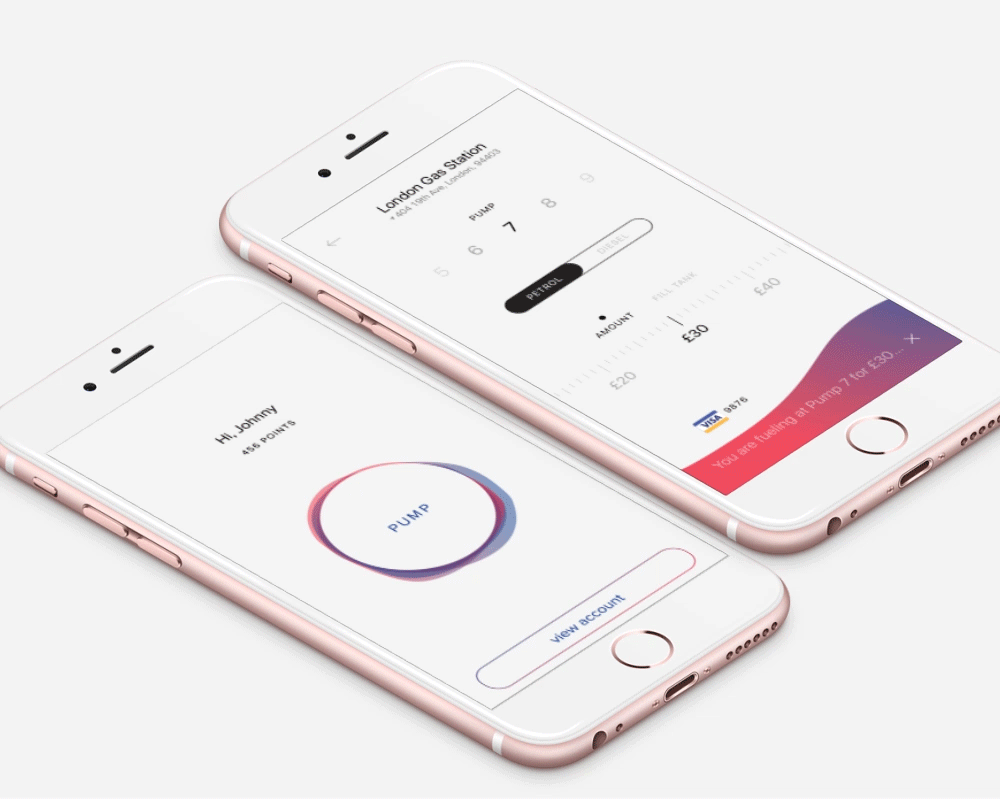 London Gas Station
404 19th Ave, London, 94403
PUMP
5 6 7 8 9
PETROL DIESEL
FILL TANK
AMOUNT
£20 £30 £40
VISA 9876
You are fueling at Pump 7 for £30...
Hi, Johnny
456 POINTS
PUMP
view account